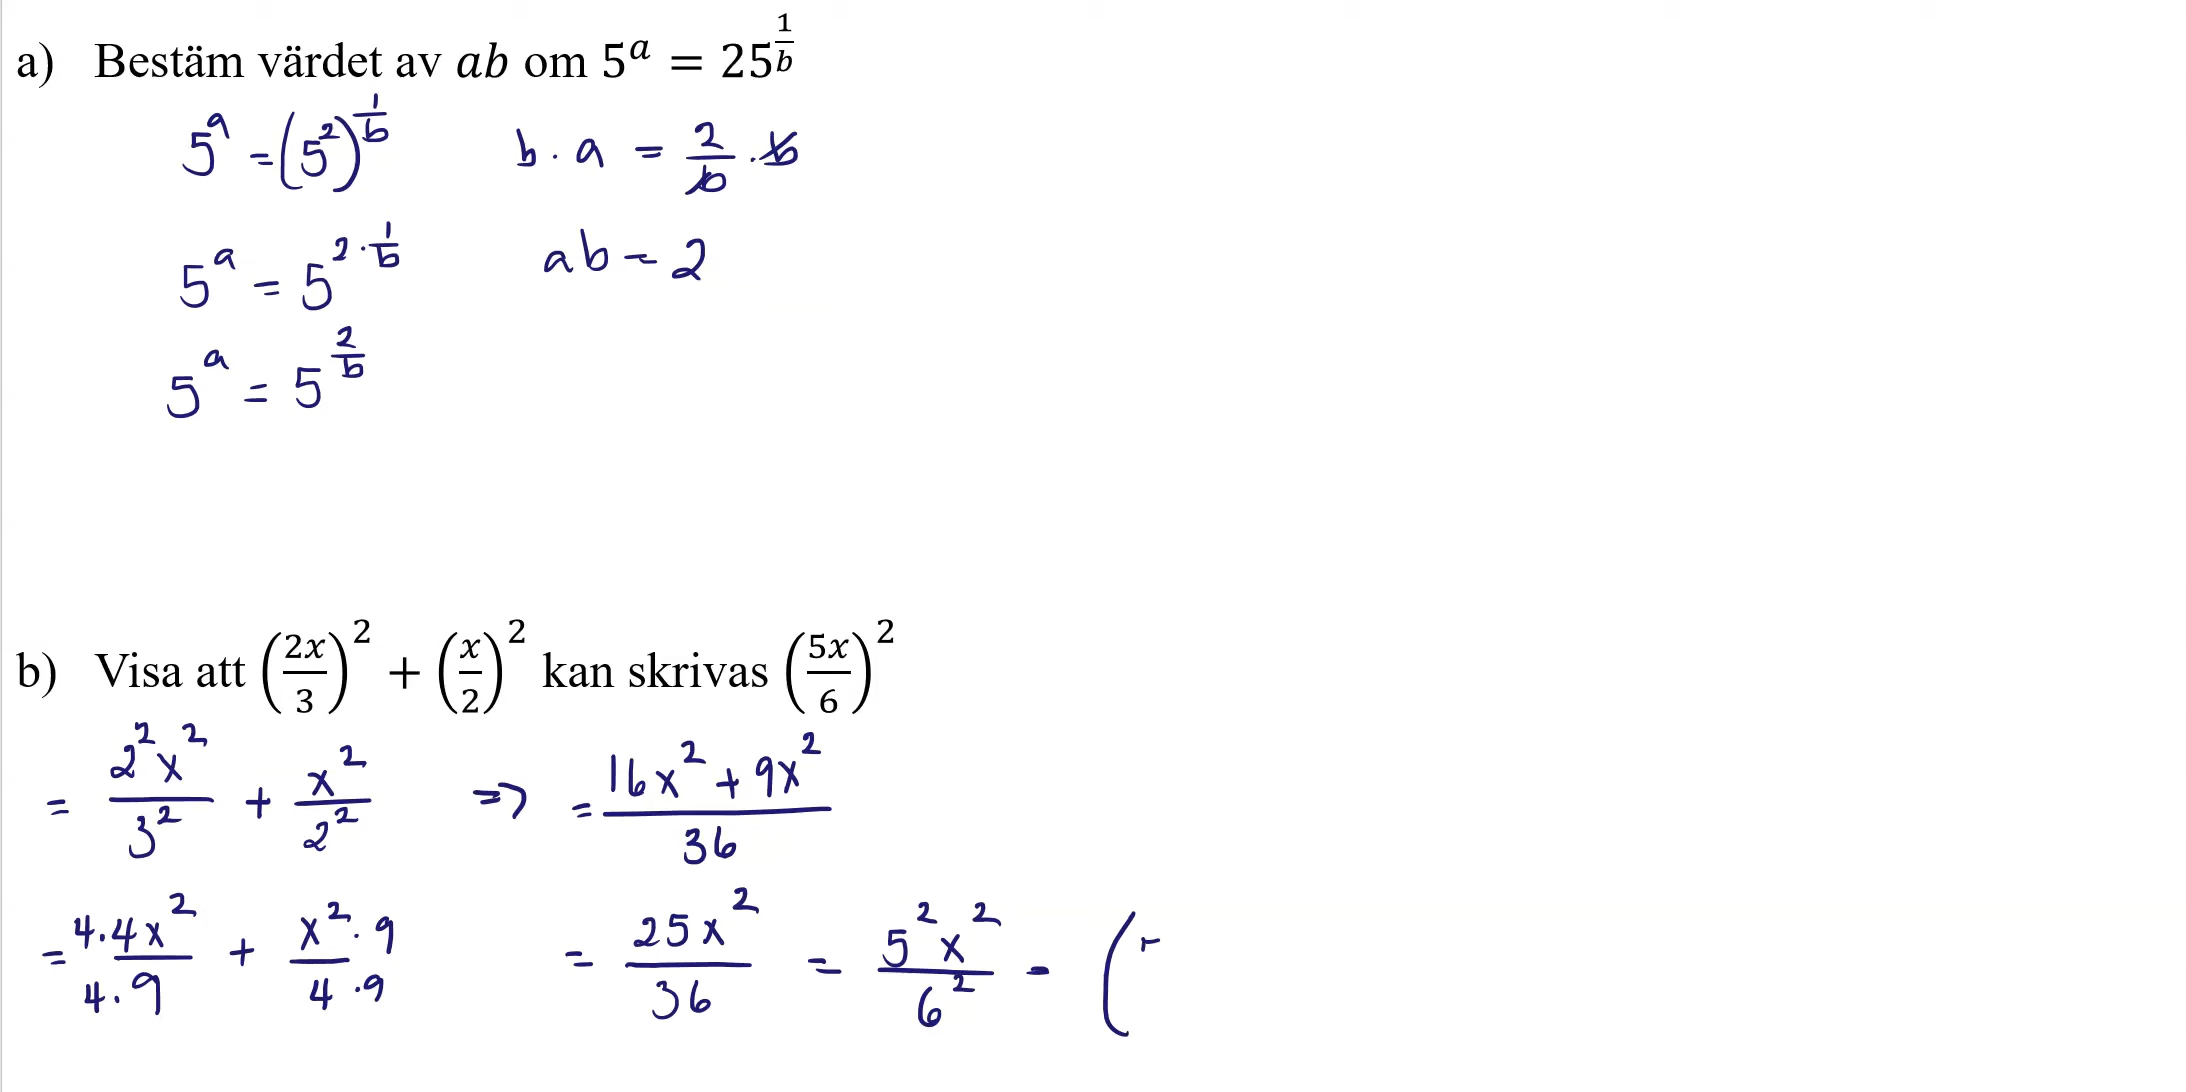 a) Bestäm värdet av ab om 5^a = 25^(1/b)
5^a = (5^2)^(1/b)
5^a = 5^(2·1/b)
5^a = 5^(2/b)
b · a = 2/b · b
ab = 2
b) Visa att (2x/3)^2 + (x/2)^2 kan skrivas (5x/6)^2
= 2^2x^2/3^2 + x^2/2^2 =>
= 4·4x^2/4·9 + x^2·9/4·9
= 16x^2 + 9x^2/36
= 25x^2/36 = 5^2x^2/6^2 - (